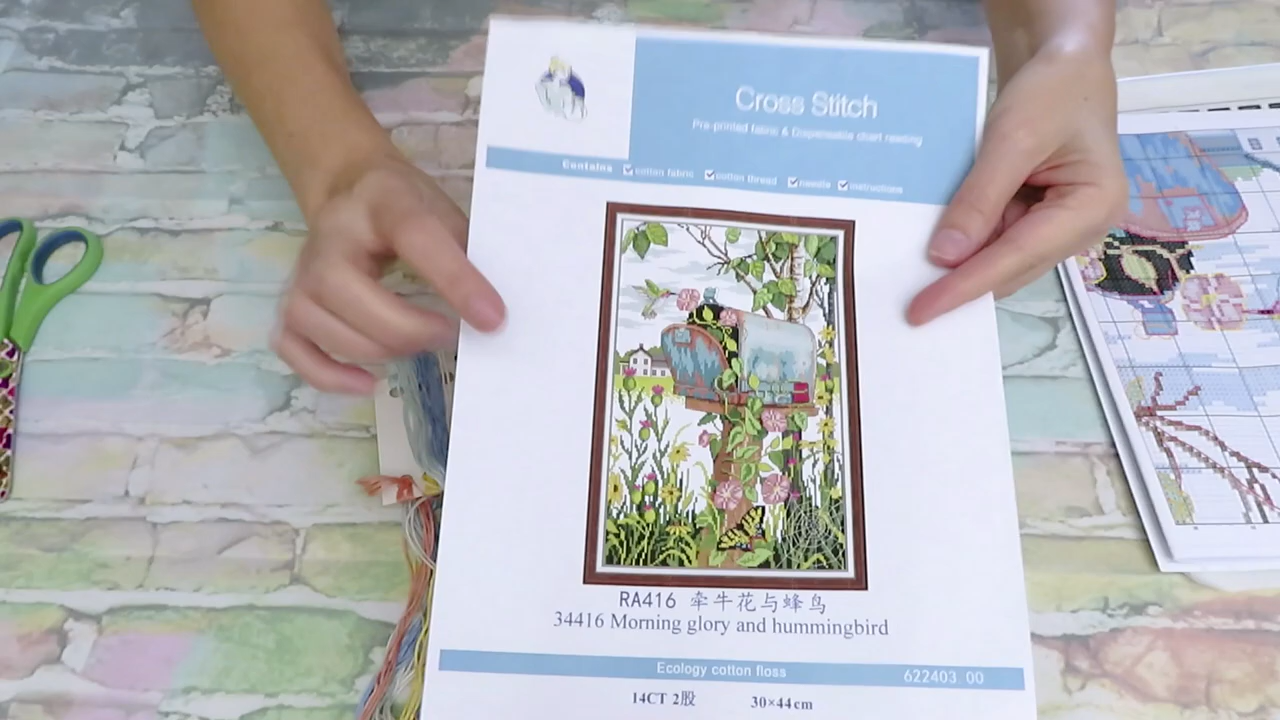 Cross Stitch
Pre-printed fabric & Dispensable chart reading
Contains ☑cotton fabric ☑cotton thread ☑needle ☑instructions
RA416 牵牛花与蜂鸟
34416 Morning glory and hummingbird
Ecology cotton floss 622403.00
14CT 2股 30×44cm